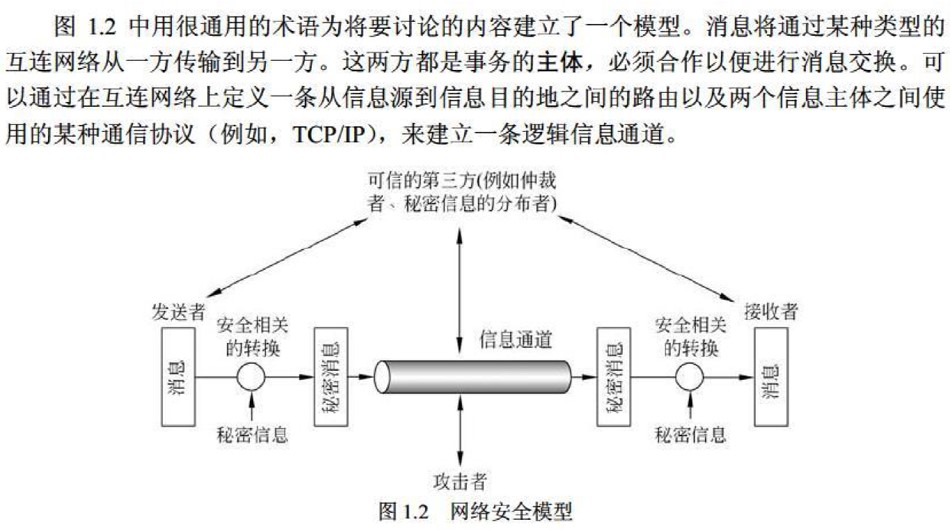 图 1.2 中用很通用的术语为将要讨论的内容建立了一个模型。消息将通过某种类型的
互连网络从一方传输到另一方。这两方都是事务的主体，必须合作以便进行消息交换。可
以通过在互连网络上定义一条从信息源到信息目的地之间的路由以及两个信息主体之间使
用的某种通信协议（例如，TCP/IP），来建立一条逻辑信息通道。
可信的第三方(例如仲裁
者、秘密信息的分布者)
发送者
接收者
安全相关
的转换
信息通道
安全相关
的转换
消息
秘密消息
秘密消息
消息
秘密信息
秘密信息
攻击者
图 1.2 网络安全模型